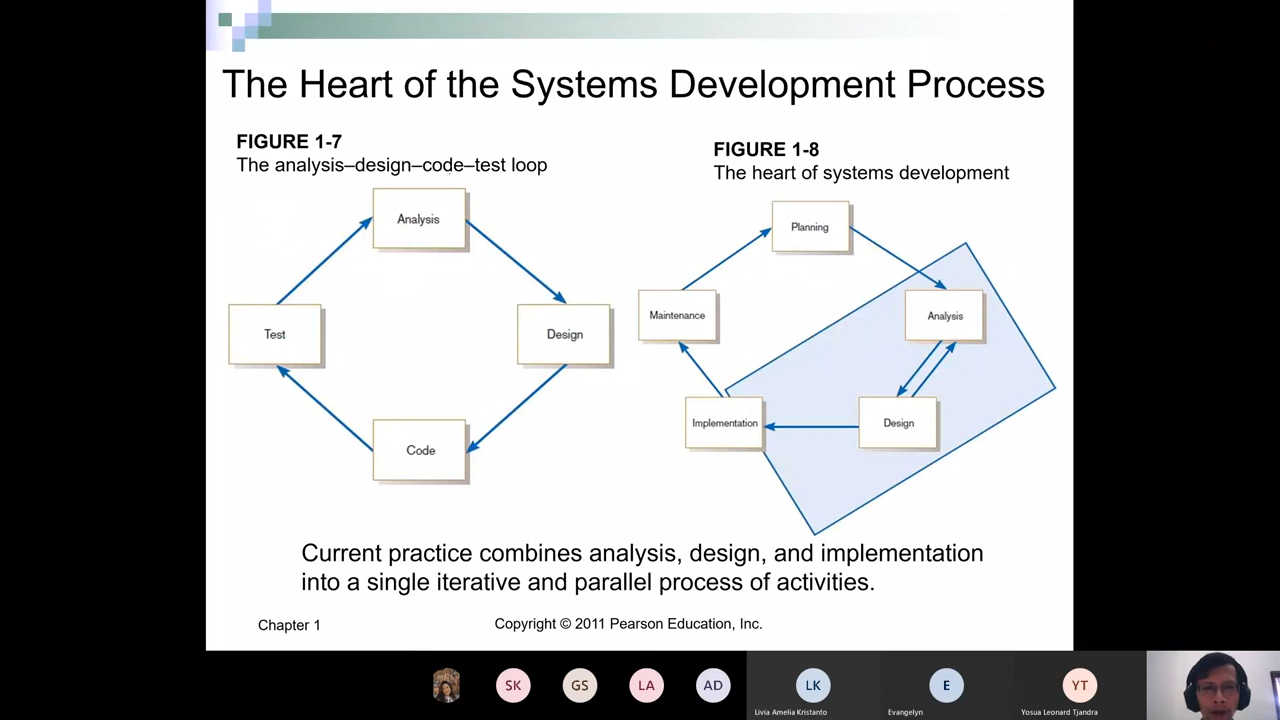 The Heart of the Systems Development Process
FIGURE 1-7
The analysis–design–code–test loop
Analysis
Test
Design
Code
FIGURE 1-8
The heart of systems development
Planning
Maintenance
Analysis
Implementation
Design
Current practice combines analysis, design, and implementation
into a single iterative and parallel process of activities.
Chapter 1
Copyright © 2011 Pearson Education, Inc.
SK
GS
LA
AD
LK
Livia Amelia Kristanto
E
Evangelyn
YT
Yosua Leonard Tjandra